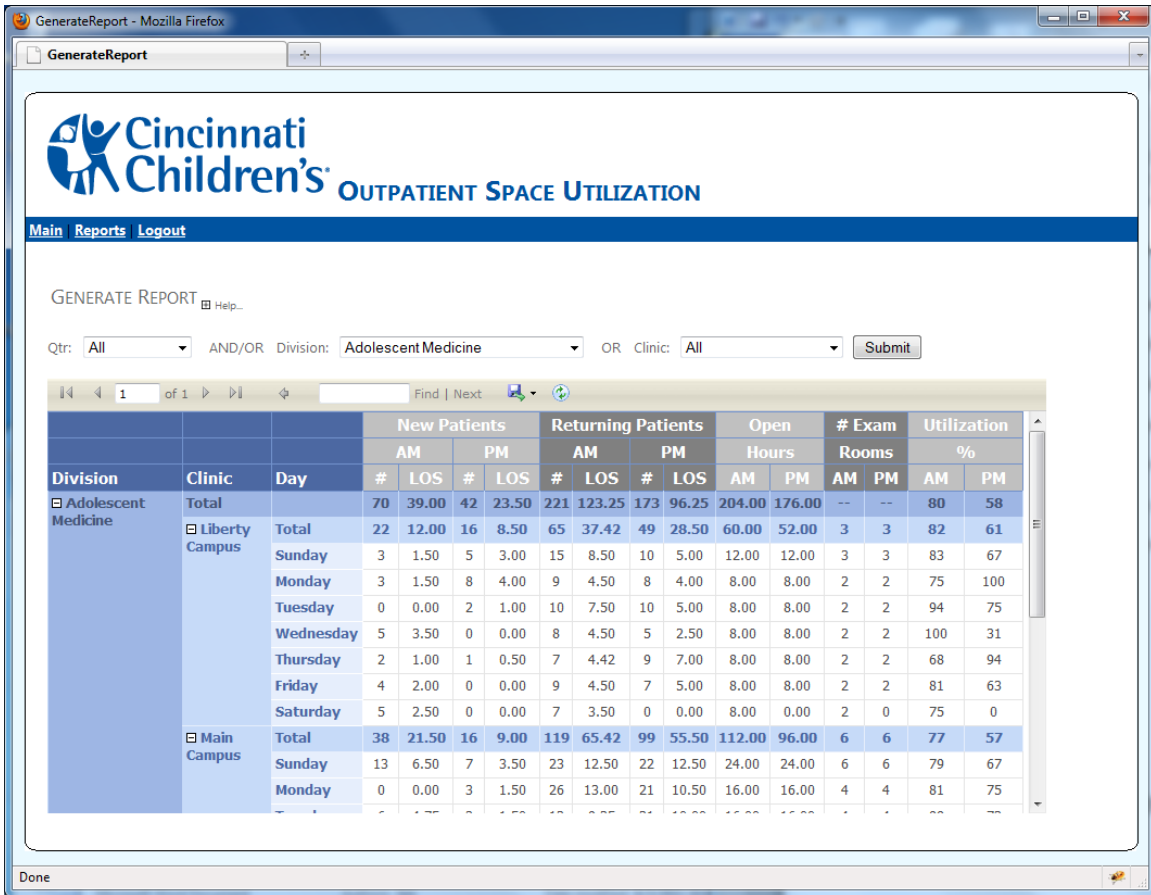 GenerateReport - Mozilla Firefox
GenerateReport
Cincinnati
Children's OUTPATIENT SPACE UTILIZATION
Main Reports Logout
GENERATE REPORT Help...
Qtr: All AND/OR Division: Adolescent Medicine OR Clinic: All Submit
1 of 1 Find | Next
New Patients Returning Patients Open # Exam Utilization
AM PM AM PM Hours Rooms %
Division Clinic Day # LOS # LOS # LOS # LOS AM PM AM PM AM PM
Adolescent Total 70 39.00 42 23.50 221 123.25 173 96.25 204.00 176.00 -- -- 80 58
Medicine Liberty Total 22 12.00 16 8.50 65 37.42 49 28.50 60.00 52.00 3 3 82 61
Campus Sunday 3 1.50 5 3.00 15 8.50 10 5.00 12.00 12.00 3 3 83 67
Monday 3 1.50 8 4.00 9 4.50 8 4.00 8.00 8.00 2 2 75 100
Tuesday 0 0.00 2 1.00 10 7.50 10 5.00 8.00 8.00 2 2 94 75
Wednesday 5 3.50 0 0.00 8 4.50 5 2.50 8.00 8.00 2 2 100 31
Thursday 2 1.00 1 0.50 7 4.42 9 7.00 8.00 8.00 2 2 68 94
Friday 4 2.00 0 0.00 9 4.50 7 5.00 8.00 8.00 2 2 81 63
Saturday 5 2.50 0 0.00 7 3.50 0 0.00 8.00 0.00 2 0 75 0
Main Total 38 21.50 16 9.00 119 65.42 99 55.50 112.00 96.00 6 6 77 57
Campus Sunday 13 6.50 7 3.50 23 12.50 22 12.50 24.00 24.00 6 6 79 67
Monday 0 0.00 3 1.50 26 13.00 21 10.50 16.00 16.00 4 4 81 75
Done